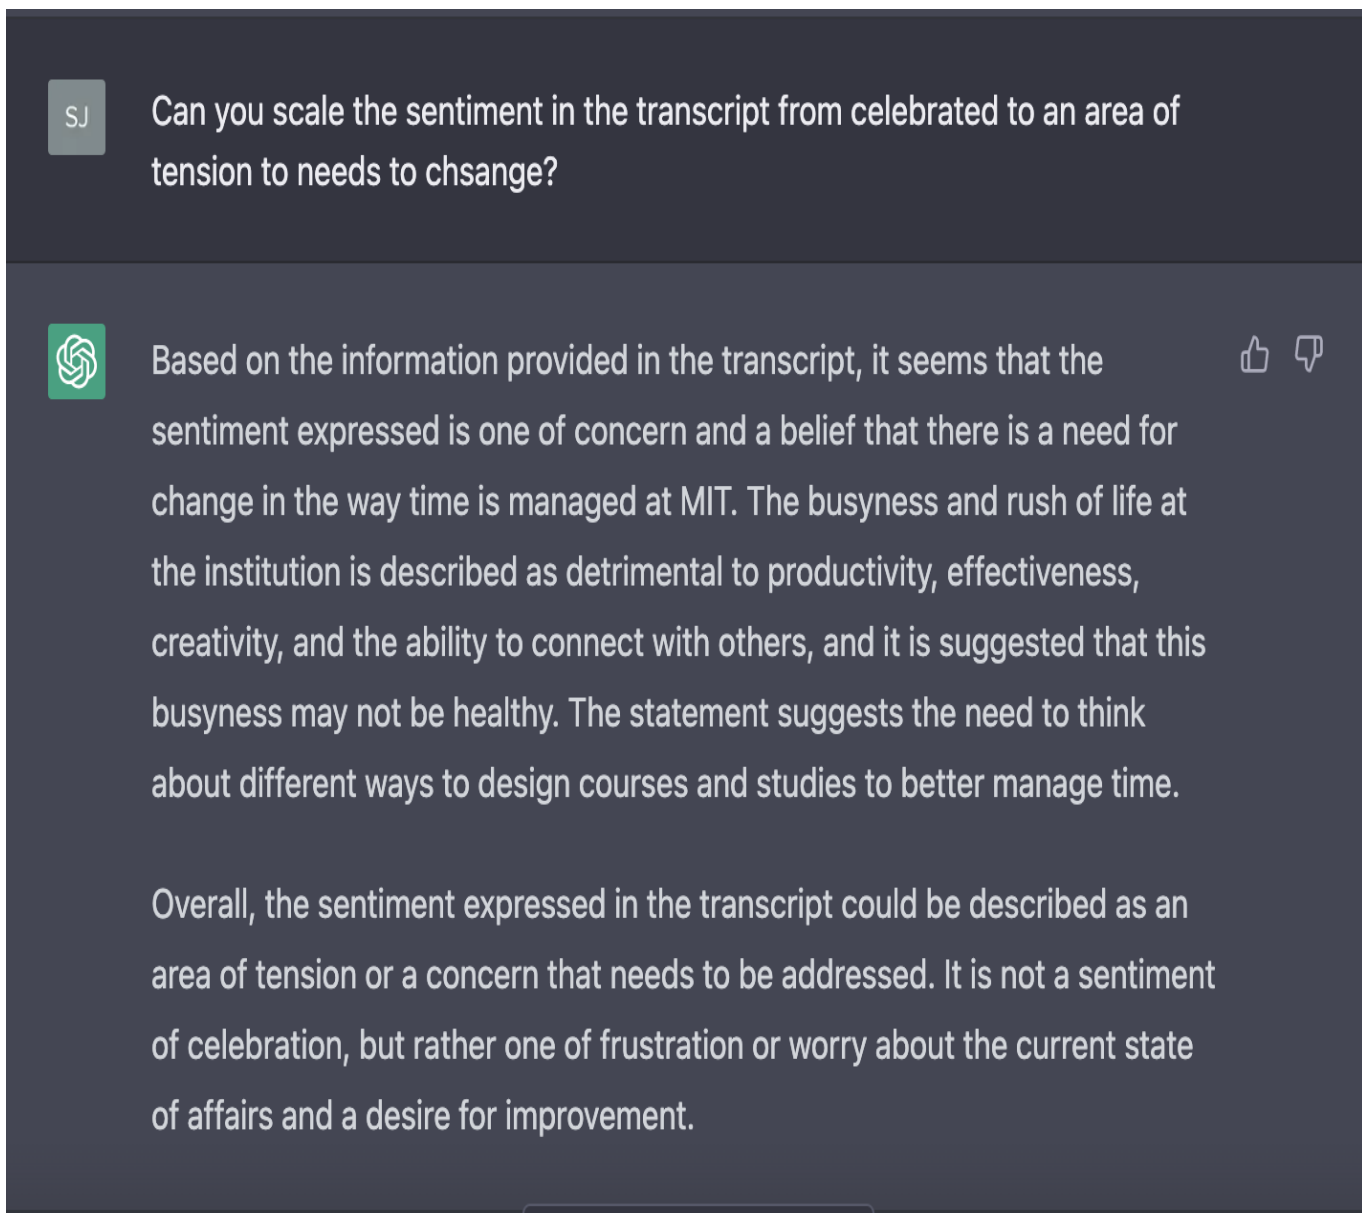 SJ
Can you scale the sentiment in the transcript from celebrated to an area of
tension to needs to chsange?
Based on the information provided in the transcript, it seems that the
sentiment expressed is one of concern and a belief that there is a need for
change in the way time is managed at MIT. The busyness and rush of life at
the institution is described as detrimental to productivity, effectiveness,
creativity, and the ability to connect with others, and it is suggested that this
busyness may not be healthy. The statement suggests the need to think
about different ways to design courses and studies to better manage time.
Overall, the sentiment expressed in the transcript could be described as an
area of tension or a concern that needs to be addressed. It is not a sentiment
of celebration, but rather one of frustration or worry about the current state
of affairs and a desire for improvement.